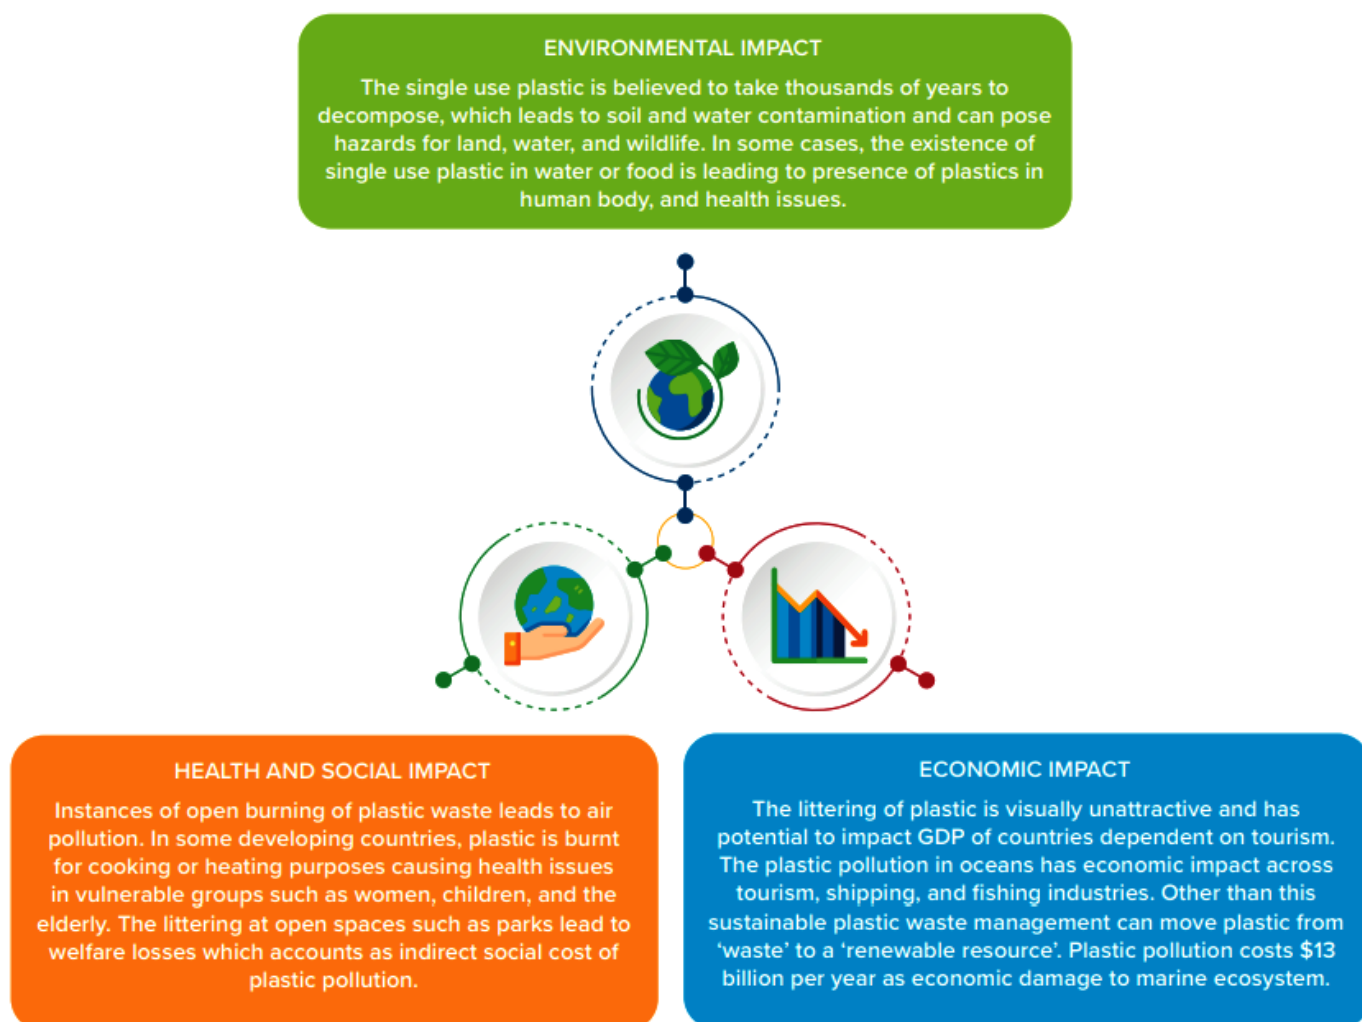 ENVIRONMENTAL IMPACT
The single use plastic is believed to take thousands of years to
decompose, which leads to soil and water contamination and can pose
hazards for land, water, and wildlife. In some cases, the existence of
single use plastic in water or food is leading to presence of plastics in
human body, and health issues.
HEALTH AND SOCIAL IMPACT
Instances of open burning of plastic waste leads to air
pollution. In some developing countries, plastic is burnt
for cooking or heating purposes causing health issues
in vulnerable groups such as women, children, and the
elderly. The littering at open spaces such as parks lead to
welfare losses which accounts as indirect social cost of
plastic pollution.
ECONOMIC IMPACT
The littering of plastic is visually unattractive and has
potential to impact GDP of countries dependent on tourism.
The plastic pollution in oceans has economic impact across
tourism, shipping, and fishing industries. Other than this
sustainable plastic waste management can move plastic from
‘waste’ to a ‘renewable resource’. Plastic pollution costs $13
billion per year as economic damage to marine ecosystem.